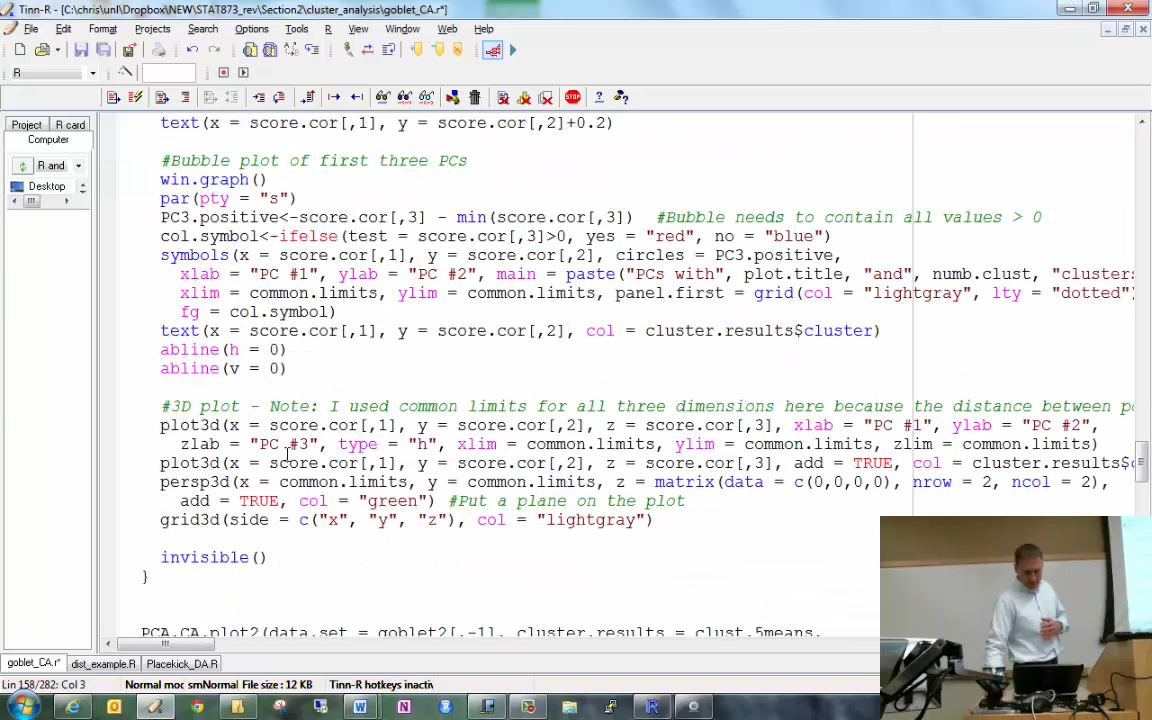 Tinn-R - [C:\chris\unl\Dropbox\NEW\STAT873_rev\Section2\cluster_analysis\goblet_CA.r*]
File Edit Format Projects Search Options Tools R View Window Web Help
R
Project R card
Computer
R and
Desktop
text(x = score.cor[,1], y = score.cor[,2]+0.2)
#Bubble plot of first three PCs
win.graph()
par(pty = "s")
PC3.positive<-score.cor[,3] - min(score.cor[,3]) #Bubble needs to contain all values > 0
col.symbol<-ifelse(test = score.cor[,3]>0, yes = "red", no = "blue")
symbols(x = score.cor[,1], y = score.cor[,2], circles = PC3.positive,
xlab = "PC #1", ylab = "PC #2", main = paste("PCs with", plot.title, "and", numb.clust, "clusters
xlim = common.limits, ylim = common.limits, panel.first = grid(col = "lightgray", lty = "dotted")
fg = col.symbol)
text(x = score.cor[,1], y = score.cor[,2], col = cluster.results$cluster)
abline(h = 0)
abline(v = 0)
#3D plot - Note: I used common limits for all three dimensions here because the distance between
plot3d(x = score.cor[,1], y = score.cor[,2], z = score.cor[,3], xlab = "PC #1", ylab = "PC #2",
zlab = "PC #3", type = "h", xlim = common.limits, ylim = common.limits, zlim = common.limits)
plot3d(x = score.cor[,1], y = score.cor[,2], z = score.cor[,3], add = TRUE, col = cluster.results$c
persp3d(x = common.limits, y = common.limits, z = matrix(data = c(0,0,0,0), nrow = 2, ncol = 2),
add = TRUE, col = "green") #Put a plane on the plot
grid3d(side = c("x", "y", "z"), col = "lightgray")
invisible()
}
PCA.CA.plot2(data.set = goblet2[,-1], cluster.results = clust.5means,
goblet_CA.r* dist_example.R Placekick_DA.R
Lin 158/282: Col 3 Normal moc smNormal File size: 12 KB Tinn-R hotkeys inactiv